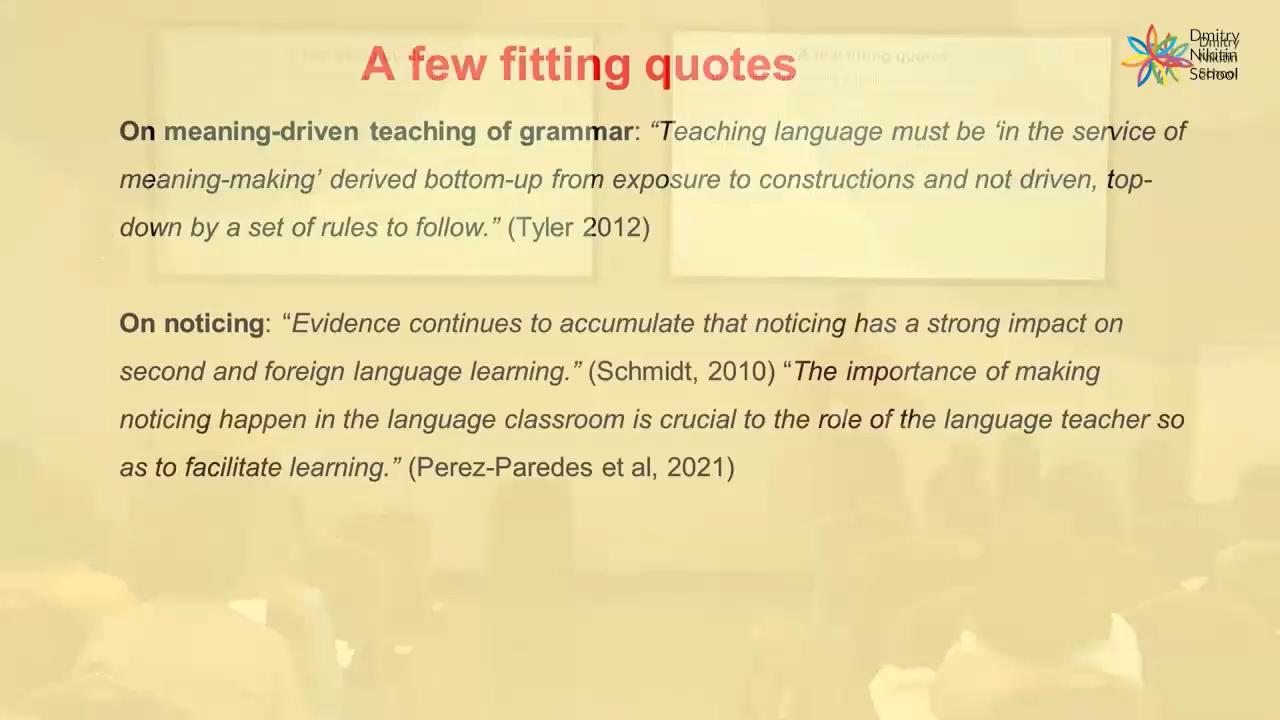 A few fitting quotes
Dmitry
Nikitin
School
On meaning-driven teaching of grammar: “Teaching language must be ‘in the service of
meaning-making’ derived bottom-up from exposure to constructions and not driven, top-
down by a set of rules to follow.” (Tyler 2012)
On noticing: “Evidence continues to accumulate that noticing has a strong impact on
second and foreign language learning.” (Schmidt, 2010) “The importance of making
noticing happen in the language classroom is crucial to the role of the language teacher so
as to facilitate learning.” (Perez-Paredes et al, 2021)
A few fitting quotes